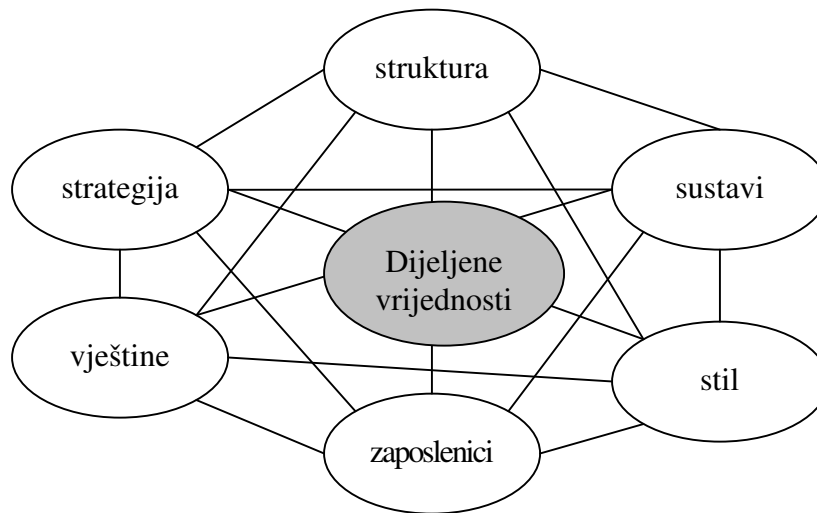 struktura
strategija
sustavi
Dijeljene
vrijednosti
vještine
stil
zaposlenici